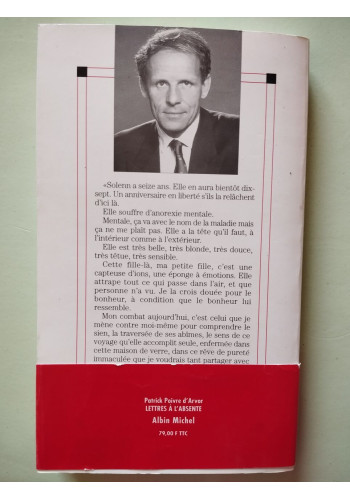 «Solenn a seize ans. Elle en aura bientôt dix-
sept. Un anniversaire en liberté s'ils la relâchent
d'ici là.
Elle souffre d'anorexie mentale.
Mentale, ça va avec le nom de la maladie mais
ça ne me plaît pas. Elle a la tête qu'il faut, à
l'intérieur comme à l'extérieur.
Elle est très belle, très blonde, très douce,
très têtue, très sensible.
Cette fille-là, ma petite fille, c'est une
capteuse d'ions, une éponge à émotions. Elle
attrape tout ce qui passe dans l'air, et que
personne n'a vu. Je la crois douée pour le
bonheur, à condition que le bonheur lui
ressemble.
Mon combat aujourd'hui, c'est celui que je
mène contre moi-même pour comprendre le
sien, la traversée de ses abîmes, le sens de ce
voyage qu'elle accomplit seule, enfermée dans
cette maison de verre, dans ce rêve de pureté
immaculée que je voudrais tant partager avec
Patrick Poivre d'Arvor
LETTRES À L'ABSENTE
Albin Michel
79,00 F TTC